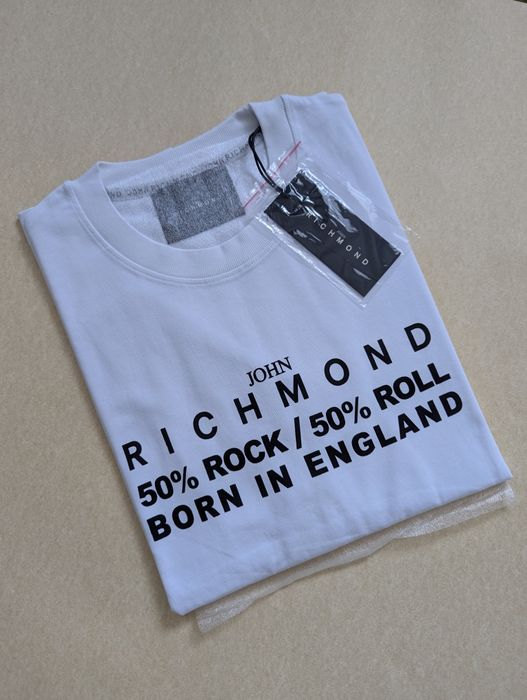 RICHMOND
JOHN
RICHMOND
50% ROCK / 50% ROLL
BORN IN ENGLAND